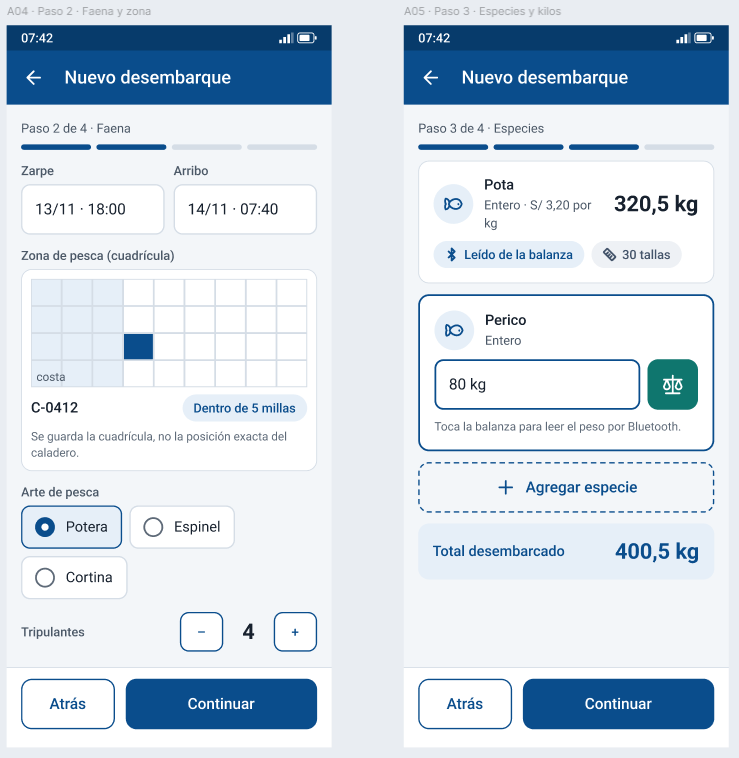 A04 · Paso 2 · Faena y zona
07:42
Nuevo desembarque
Paso 2 de 4 · Faena
Zarpe
Arribo
13/11 · 18:00
14/11 · 07:40
Zona de pesca (cuadrícula)
costa
C-0412
Dentro de 5 millas
Se guarda la cuadrícula, no la posición exacta del
caladero.
Arte de pesca
Potera
Espinel
Cortina
Tripulantes
−
4
+
Atrás
Continuar
A05 · Paso 3 · Especies y kilos
07:42
Nuevo desembarque
Paso 3 de 4 · Especies
Pota
Entero · S/ 3,20 por
kg
320,5 kg
Leído de la balanza
30 tallas
Perico
Entero
80 kg
Toca la balanza para leer el peso por Bluetooth.
+ Agregar especie
Total desembarcado
400,5 kg
Atrás
Continuar